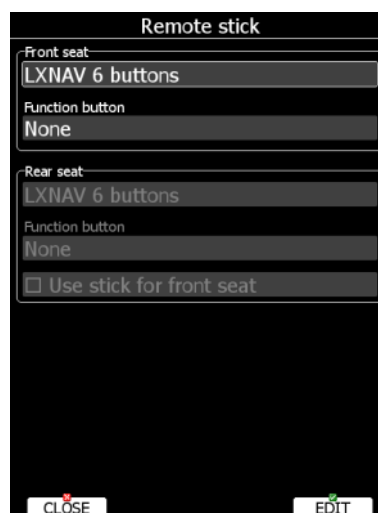 Remote stick
Front seat
LXNAV 6 buttons
Function button
None
Rear seat
LXNAV 6 buttons
Function button
None
Use stick for front seat
CLOSE
EDIT